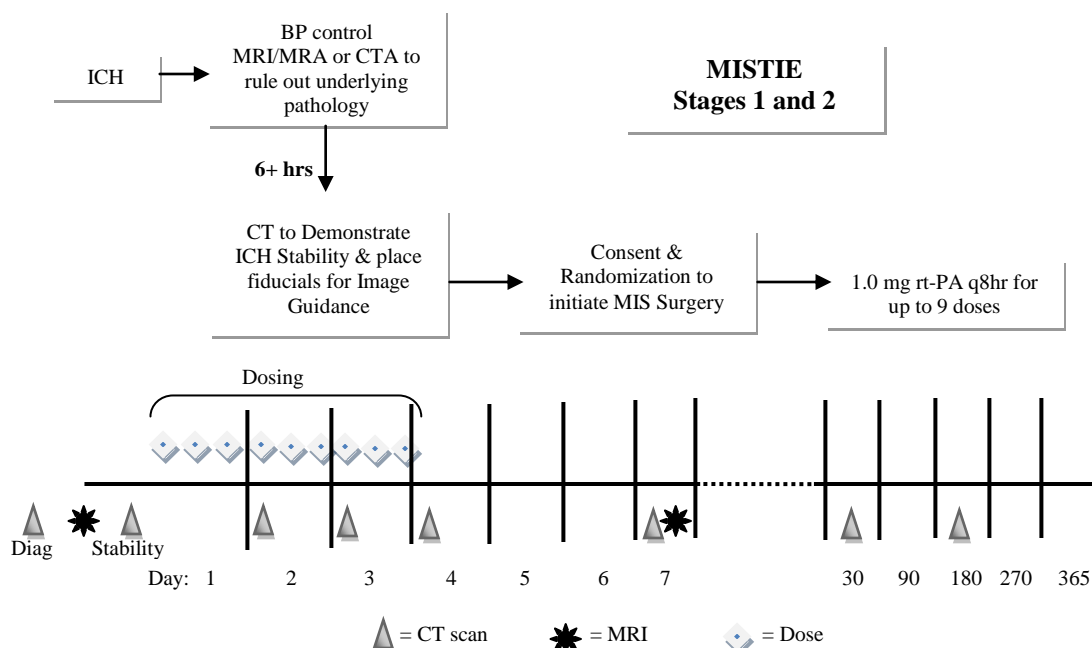 ICH
BP control
MRI/MRA or CTA to
rule out underlying
pathology
MISTIE
Stages 1 and 2
6+ hrs
CT to Demonstrate
ICH Stability & place
fiducials for Image
Guidance
Consent &
Randomization to
initiate MIS Surgery
1.0 mg rt-PA q8hr for
up to 9 doses
Dosing
Diag
Stability
Day: 1 2 3 4 5 6 7 30 90 180 270 365
= CT scan = MRI = Dose